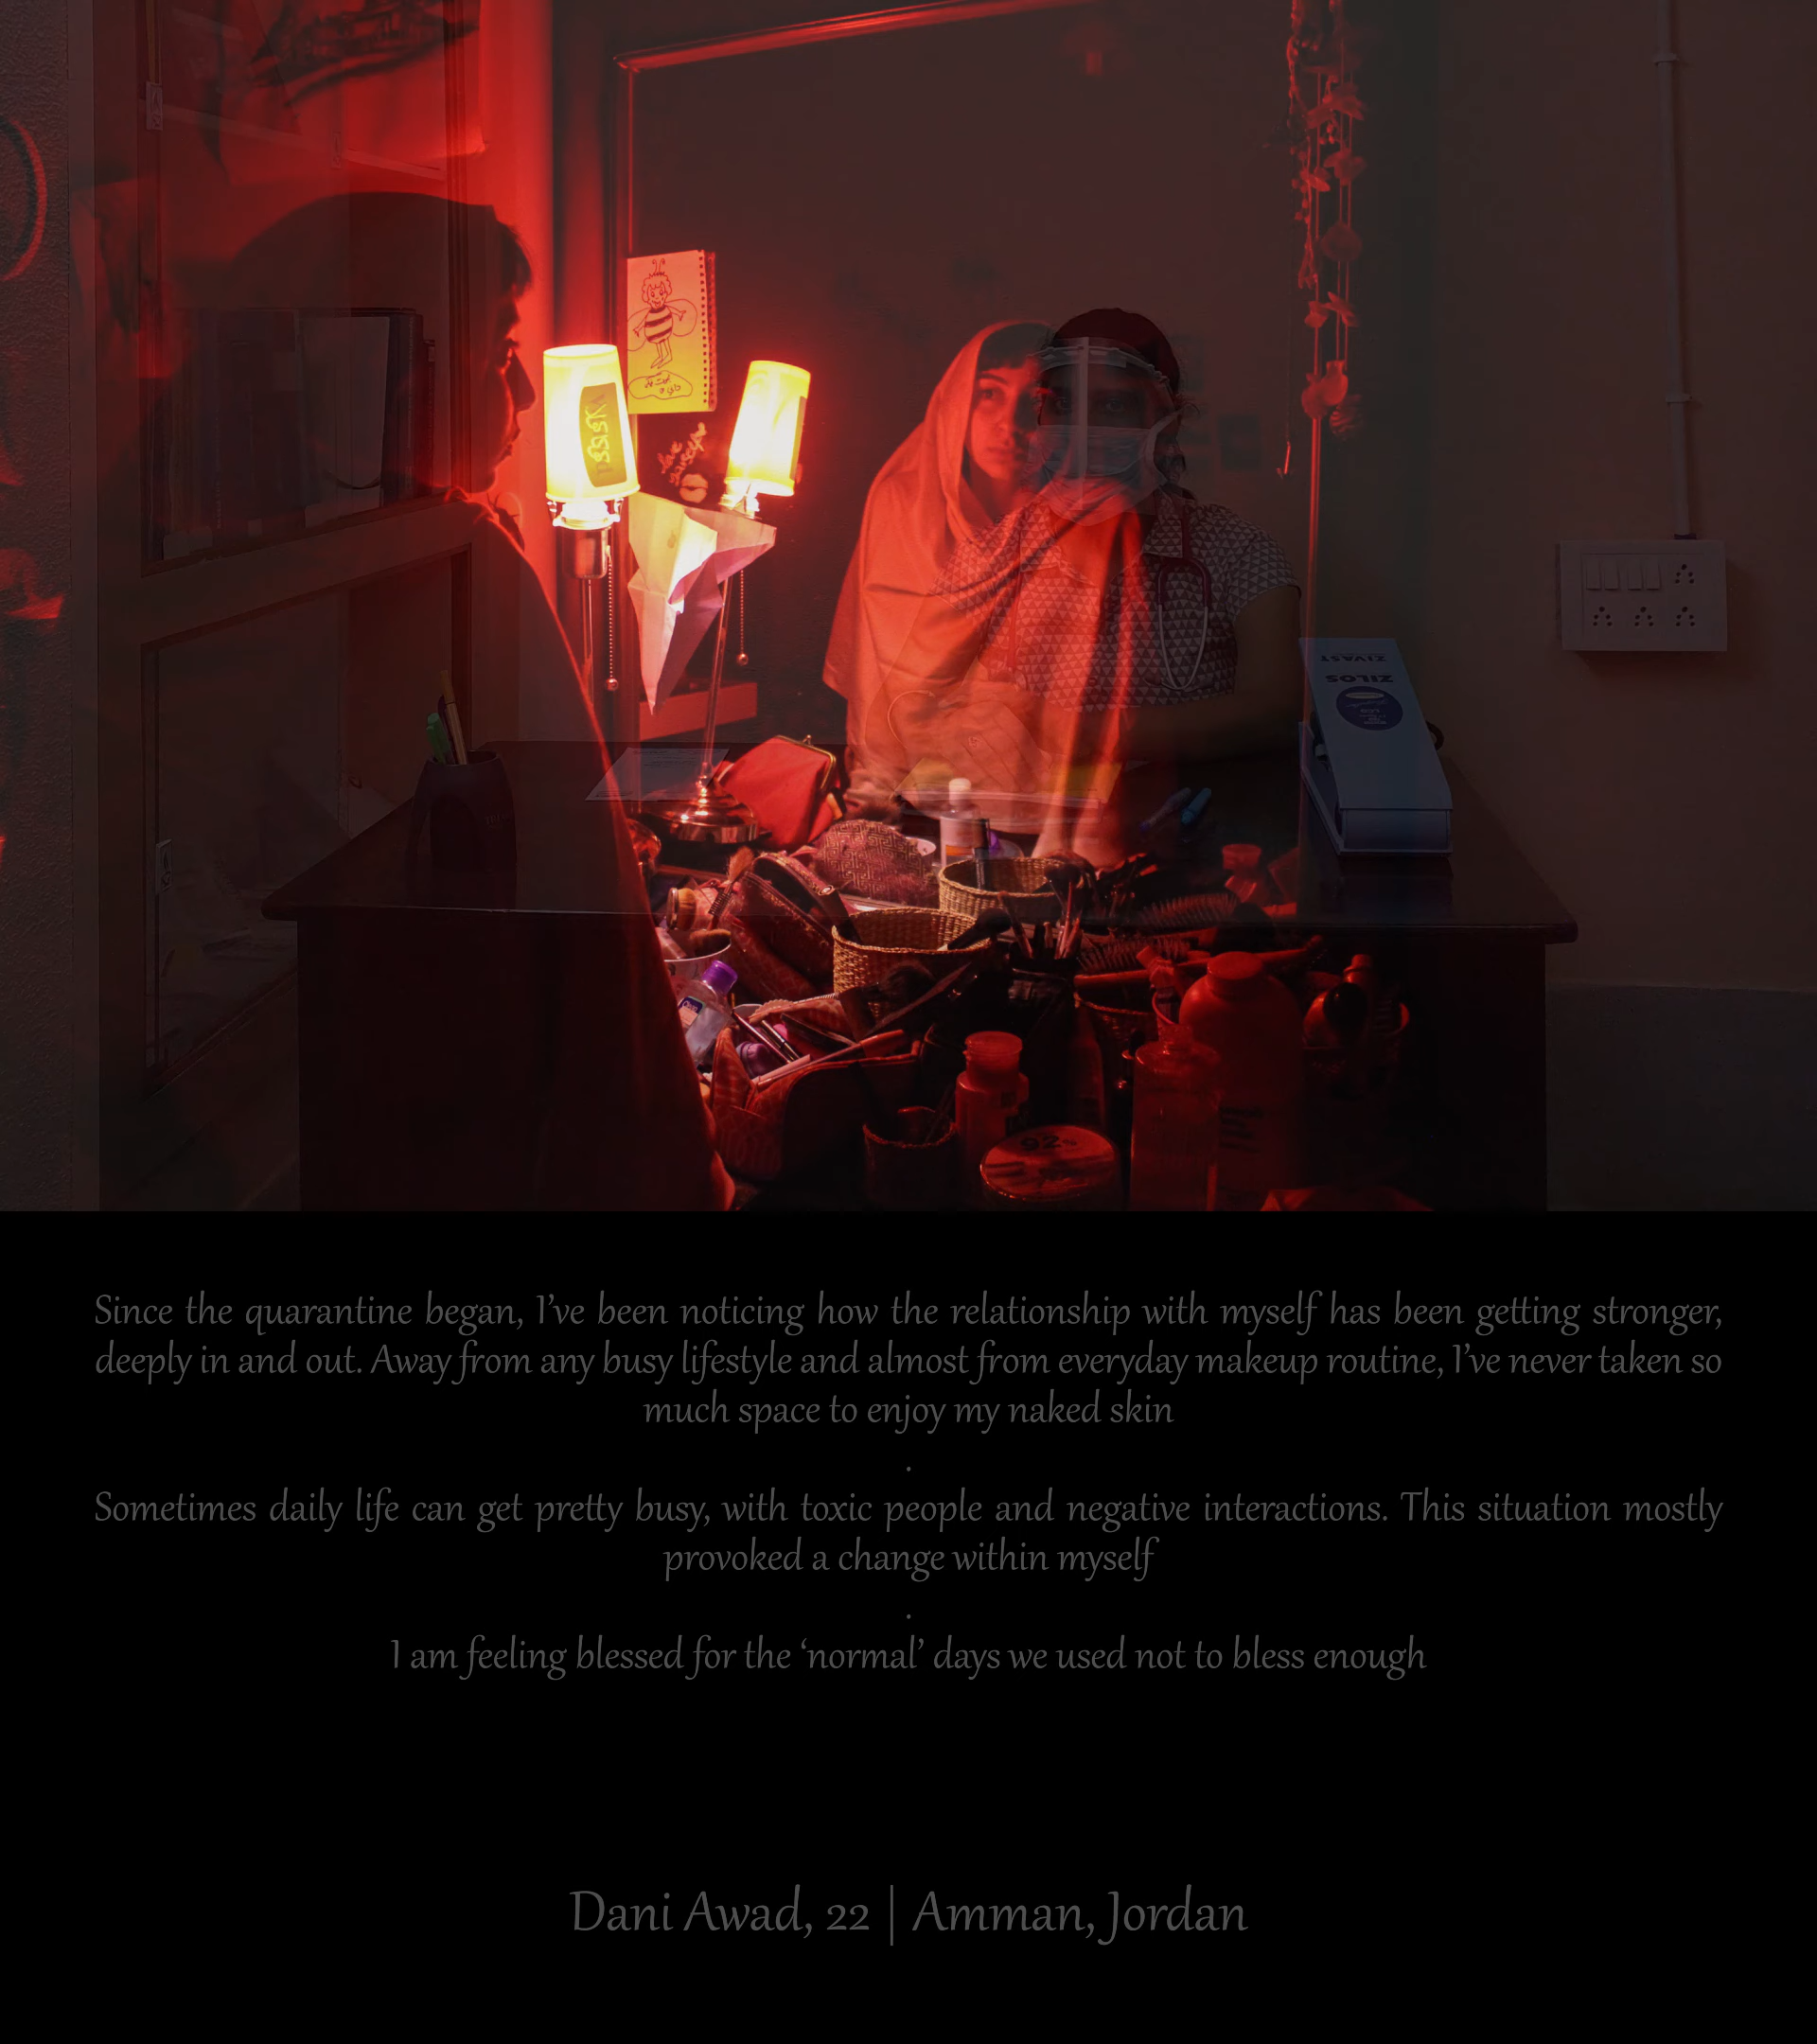 ZIVAST
ZILOS
92%
Since the quarantine began, I’ve been noticing how the relationship with myself has been getting stronger,
deeply in and out. Away from any busy lifestyle and almost from everyday makeup routine, I’ve never taken so
much space to enjoy my naked skin
.
Sometimes daily life can get pretty busy, with toxic people and negative interactions. This situation mostly
provoked a change within myself
.
I am feeling blessed for the ‘normal’ days we used not to bless enough
Dani Awad, 22 | Amman, Jordan